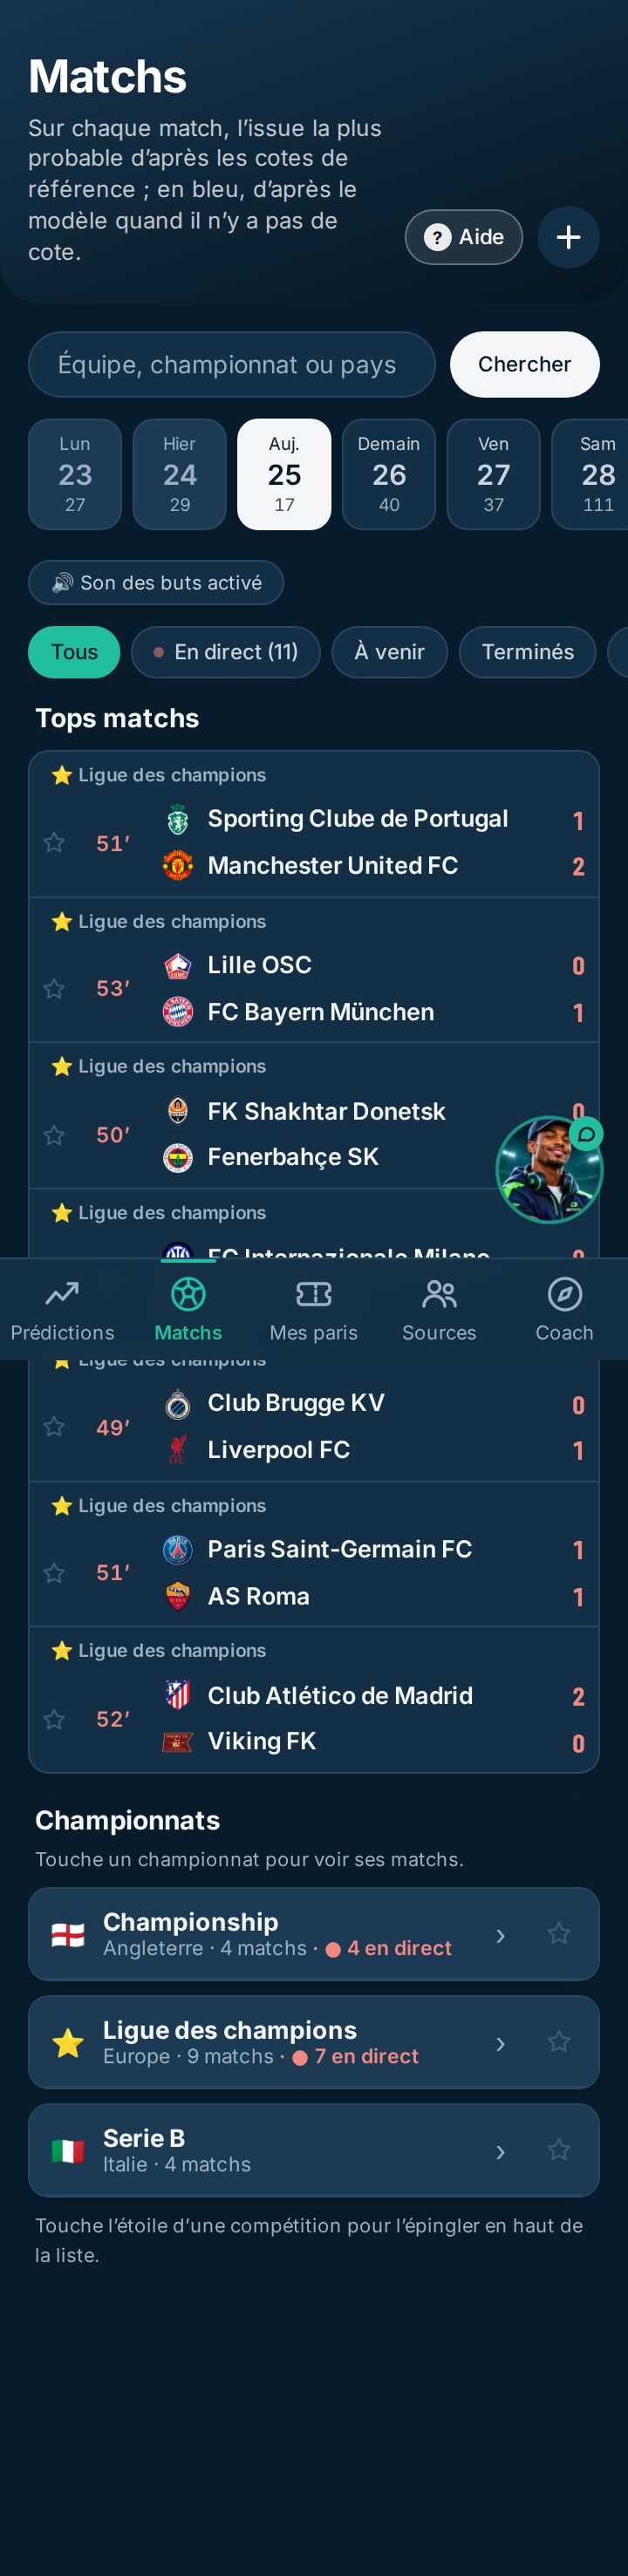 Matchs
Sur chaque match, l’issue la plus
probable d’après les cotes de
référence ; en bleu, d’après le
modèle quand il n’y a pas de
cote.
? Aide
Équipe, championnat ou pays
Chercher
Lun
23
27
Hier
24
29
Auj.
25
17
Demain
26
40
Ven
27
37
Sam
28
111
Son des buts activé
Tous
En direct (11)
À venir
Terminés
Tops matchs
Ligue des champions
51’
Sporting Clube de Portugal 1
Manchester United FC 2
Ligue des champions
53’
Lille OSC 0
FC Bayern München 1
Ligue des champions
50’
FK Shakhtar Donetsk 0
Fenerbahçe SK
Ligue des champions
FC Internazionale Milano
Prédictions
Matchs
Mes paris
Sources
Coach
Ligue des champions
49’
Club Brugge KV 0
Liverpool FC 1
Ligue des champions
51’
Paris Saint-Germain FC 1
AS Roma 1
Ligue des champions
52’
Club Atlético de Madrid 2
Viking FK 0
Championnats
Touche un championnat pour voir ses matchs.
Championship
Angleterre · 4 matchs · 4 en direct
Ligue des champions
Europe · 9 matchs · 7 en direct
Serie B
Italie · 4 matchs
Touche l’étoile d’une compétition pour l’épingler en haut de
la liste.